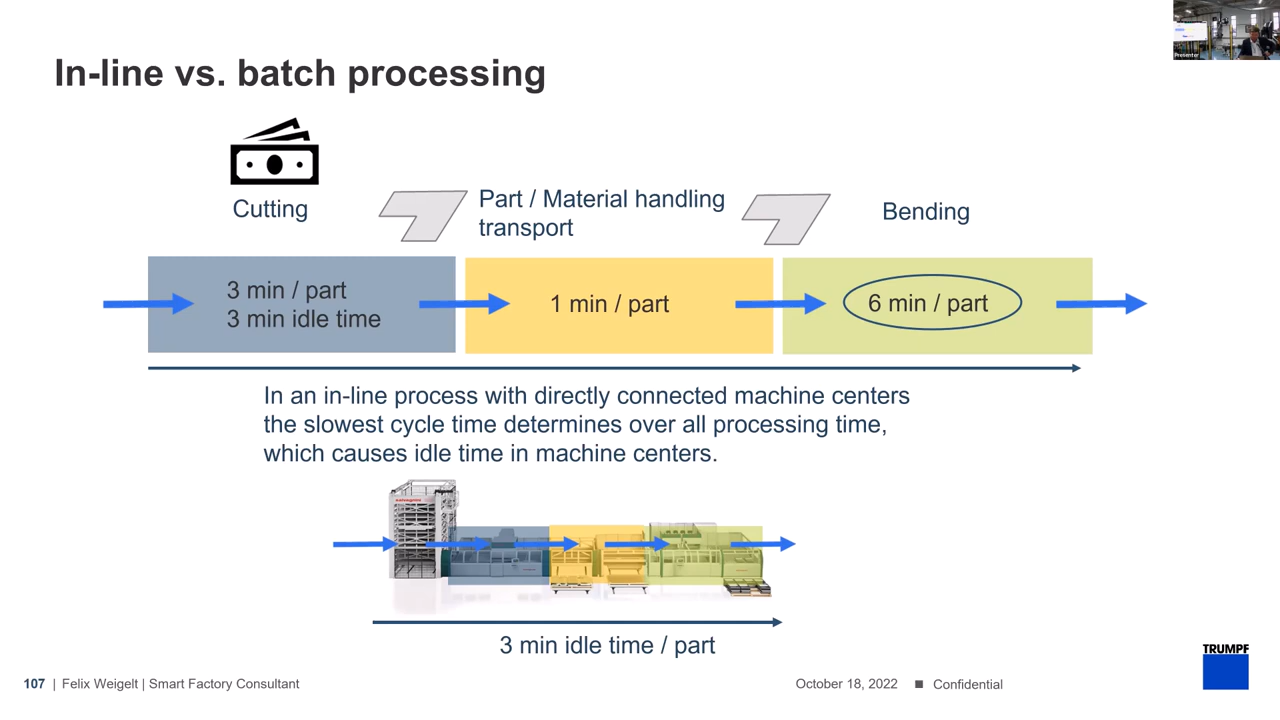 In-line vs. batch processing
Presenter
Cutting
Part / Material handling
transport
Bending
3 min / part
3 min idle time
1 min / part
6 min / part
In an in-line process with directly connected machine centers
the slowest cycle time determines over all processing time,
which causes idle time in machine centers.
3 min idle time / part
107 | Felix Weigelt | Smart Factory Consultant
October 18, 2022 ■ Confidential
TRUMPF